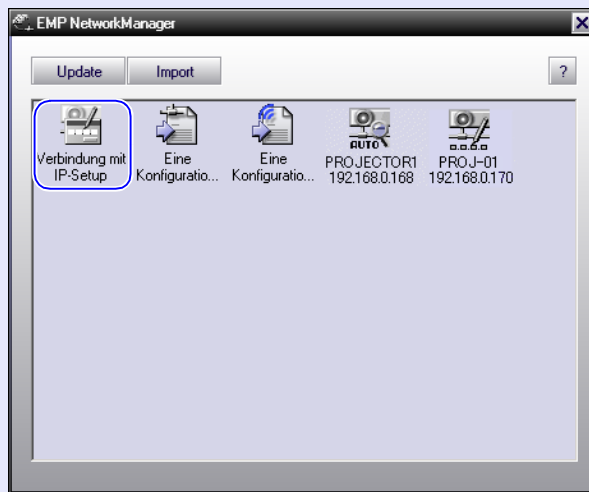 EMP NetworkManager
Update
Import
?
Verbindung mit
IP-Setup
Eine
Konfiguratio...
Eine
Konfiguratio...
AUTO
PROJECTOR1
192.168.0.168
PROJ-01
192.168.0.170